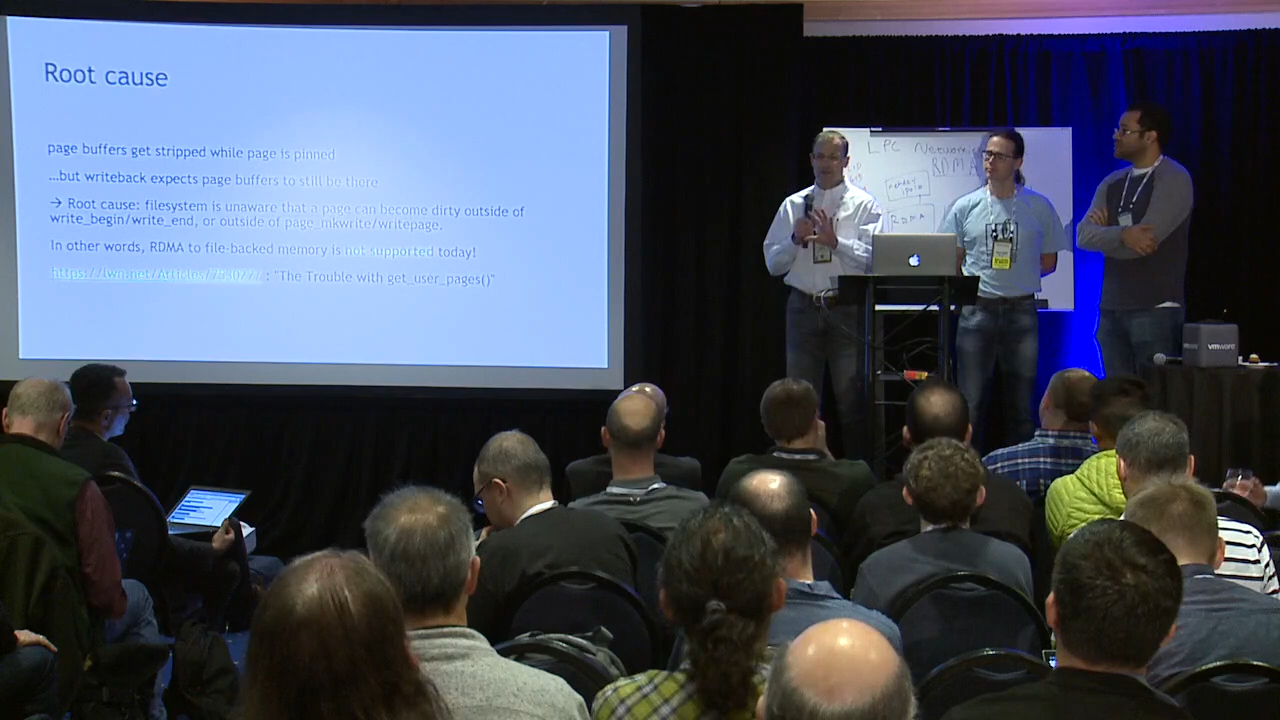 Root cause
page buffers get stripped while page is pinned
...but writeback expects page buffers to still be there
→ Root cause: filesystem is unaware that a page can become dirty outside of
write_begin/write_end, or outside of page_mkwrite/writepage.
In other words, RDMA to file-backed memory is not supported today!
: "The Trouble with get_user_pages()"
LPC Network
RDMA
RDMA
vmware